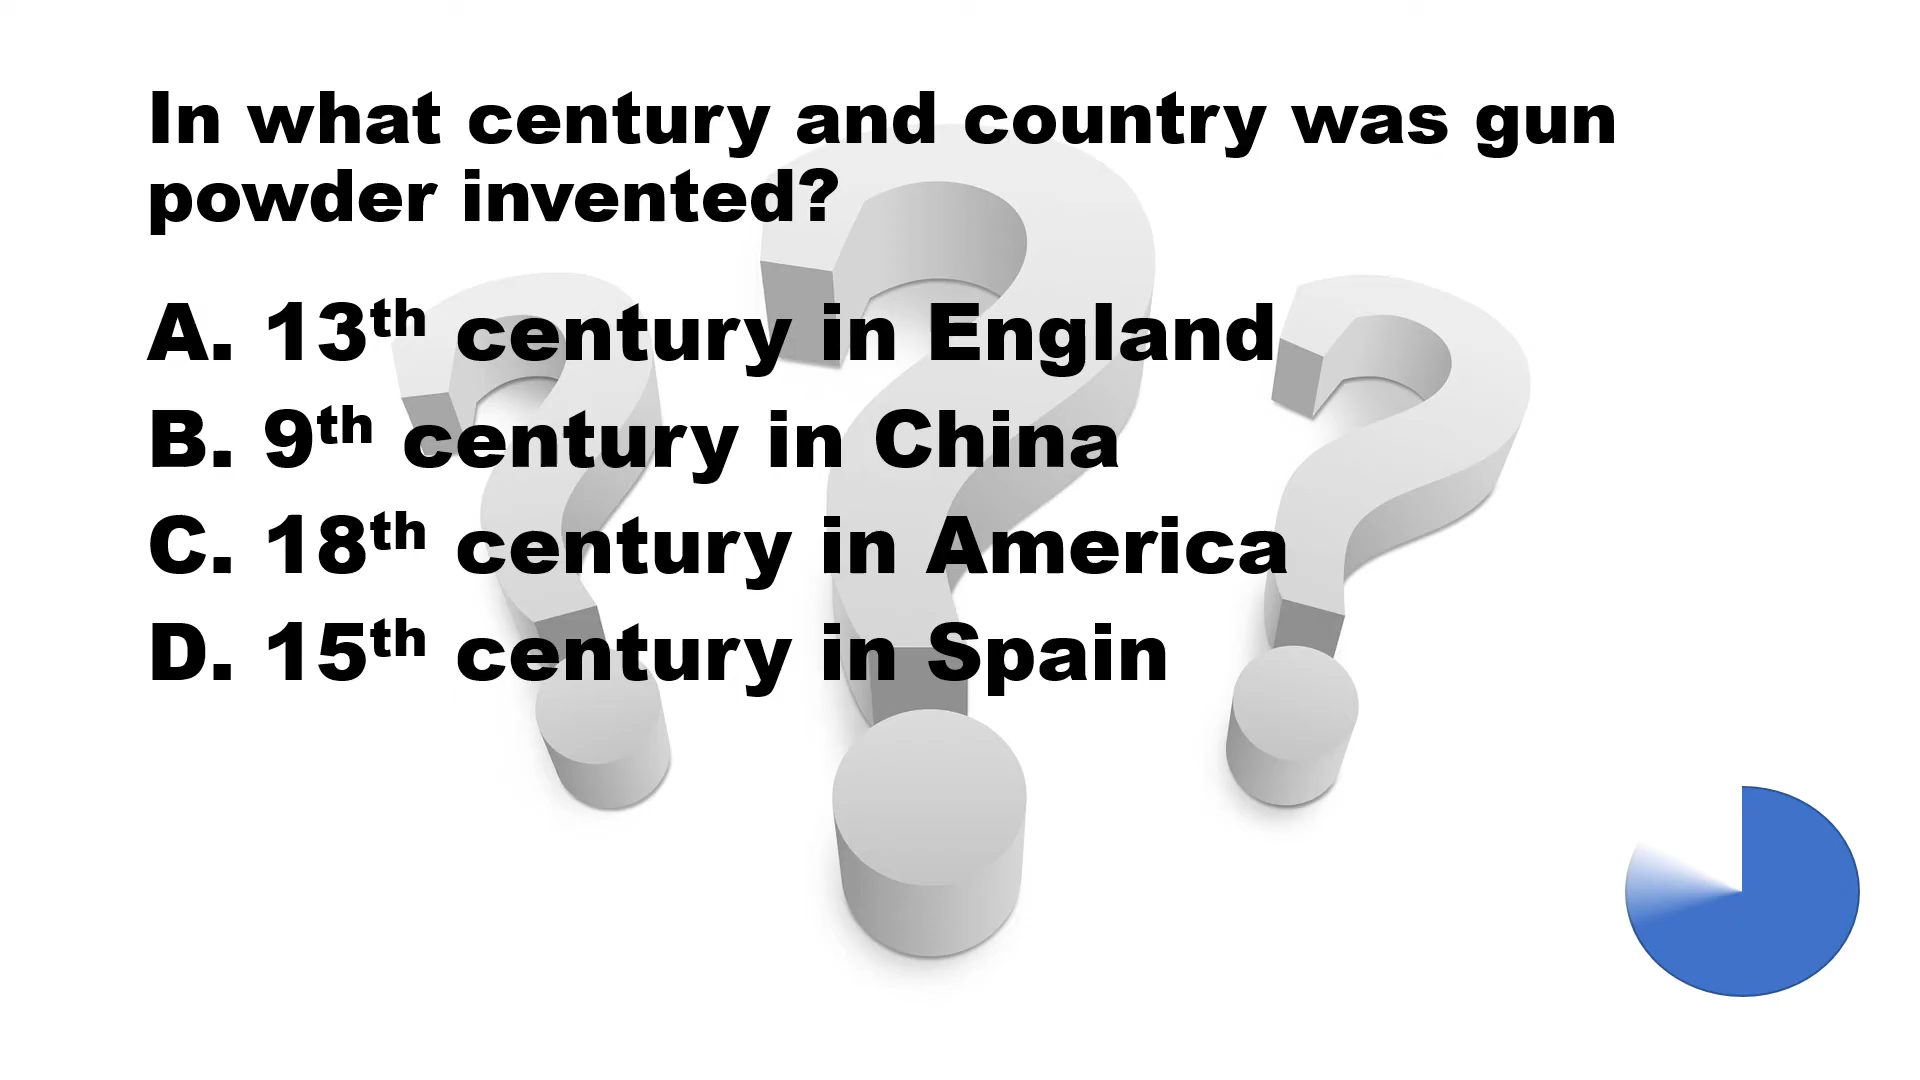 In what century and country was gun
powder invented?
A. 13th century in England
B. 9th century in China
C. 18th century in America
D. 15th century in Spain